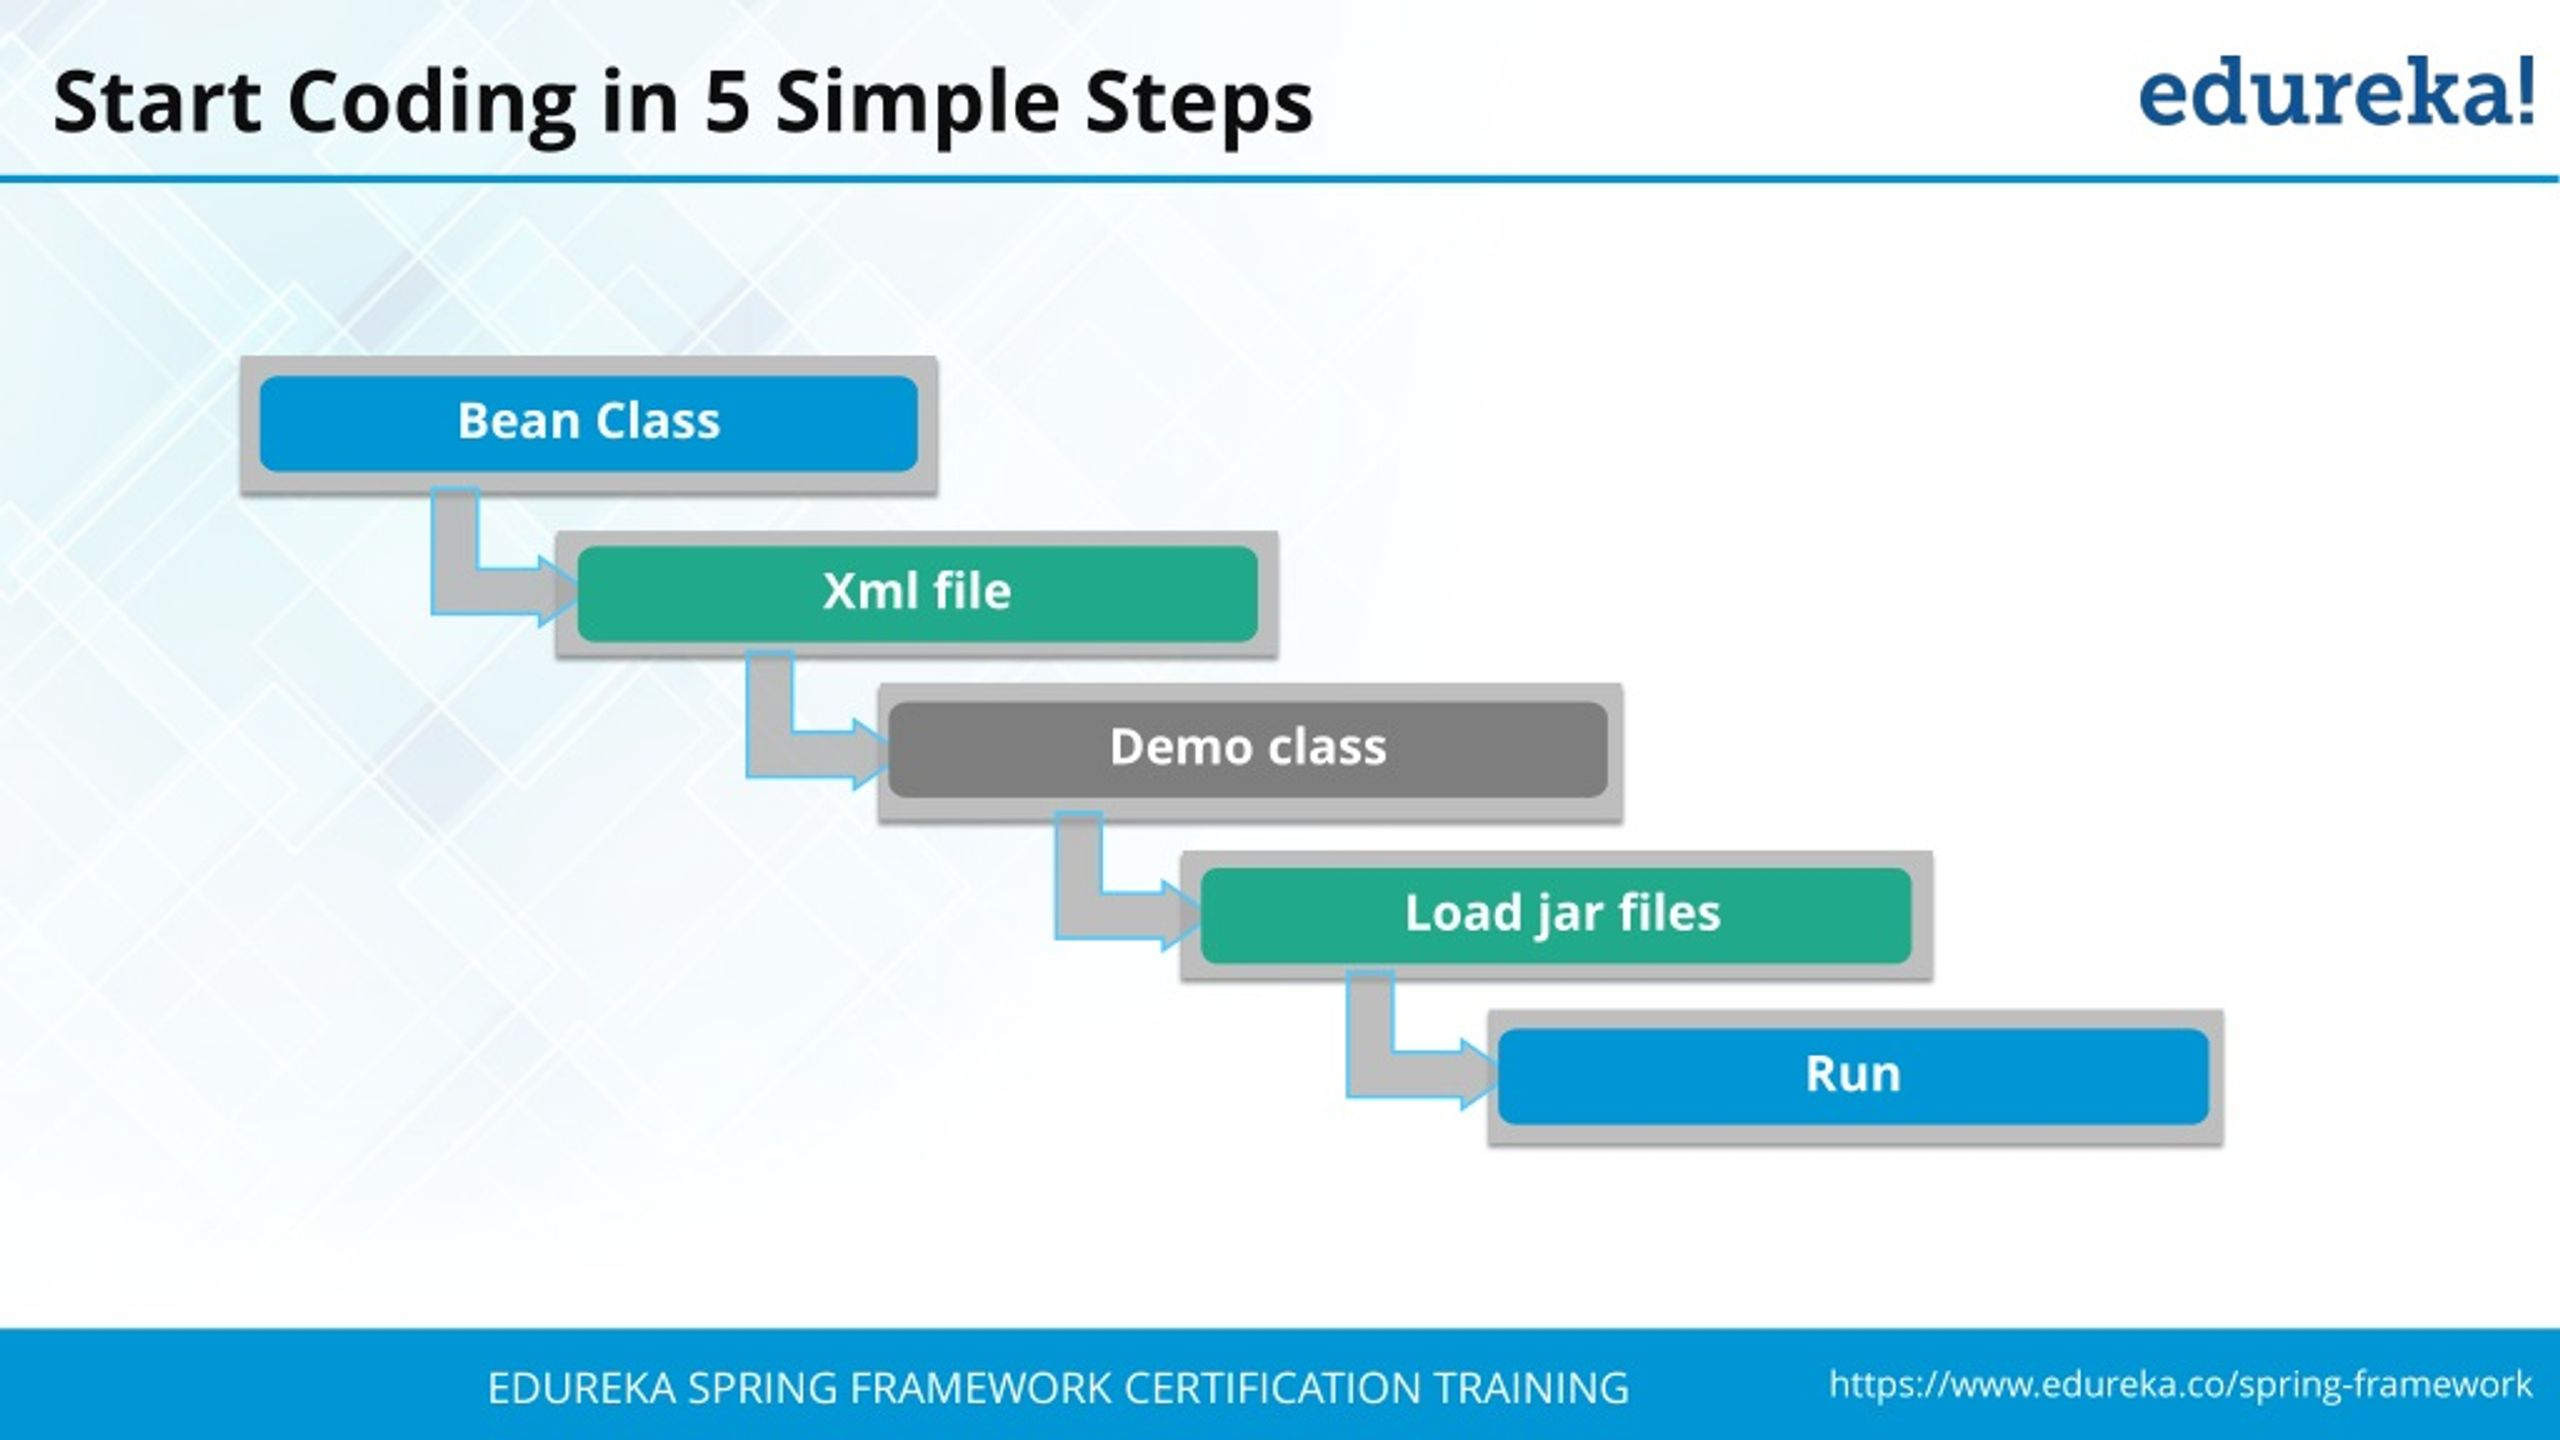 Start Coding in 5 Simple Steps
edureka!
Bean Class
Xml file
Demo class
Load jar files
Run
EDUREKA SPRING FRAMEWORK CERTIFICATION TRAINING
https://www.edureka.co/spring-framework